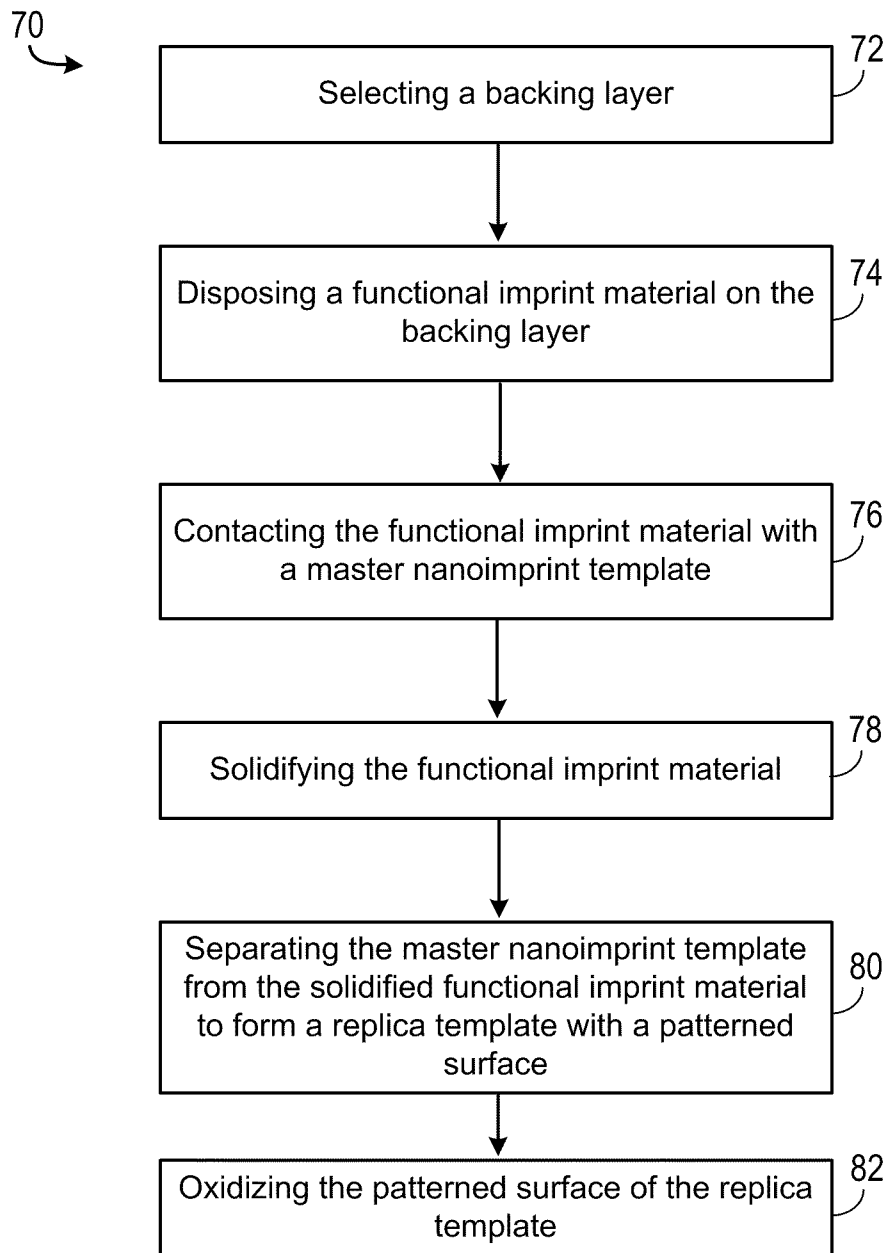 70
72
Selecting a backing layer
74
Disposing a functional imprint material on the
backing layer
76
Contacting the functional imprint material with
a master nanoimprint template
78
Solidifying the functional imprint material
Separating the master nanoimprint template
from the solidified functional imprint material
80
to form a replica template with a patterned
surface
82
Oxidizing the patterned surface of the replica
template